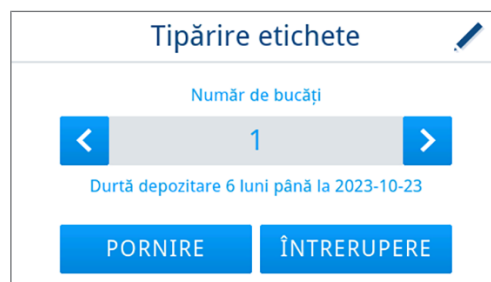 Tipărire etichete
Număr de bucăți
1
Durtă depozitare 6 luni până la 2023-10-23
PORNIRE
ÎNTRERUPERE